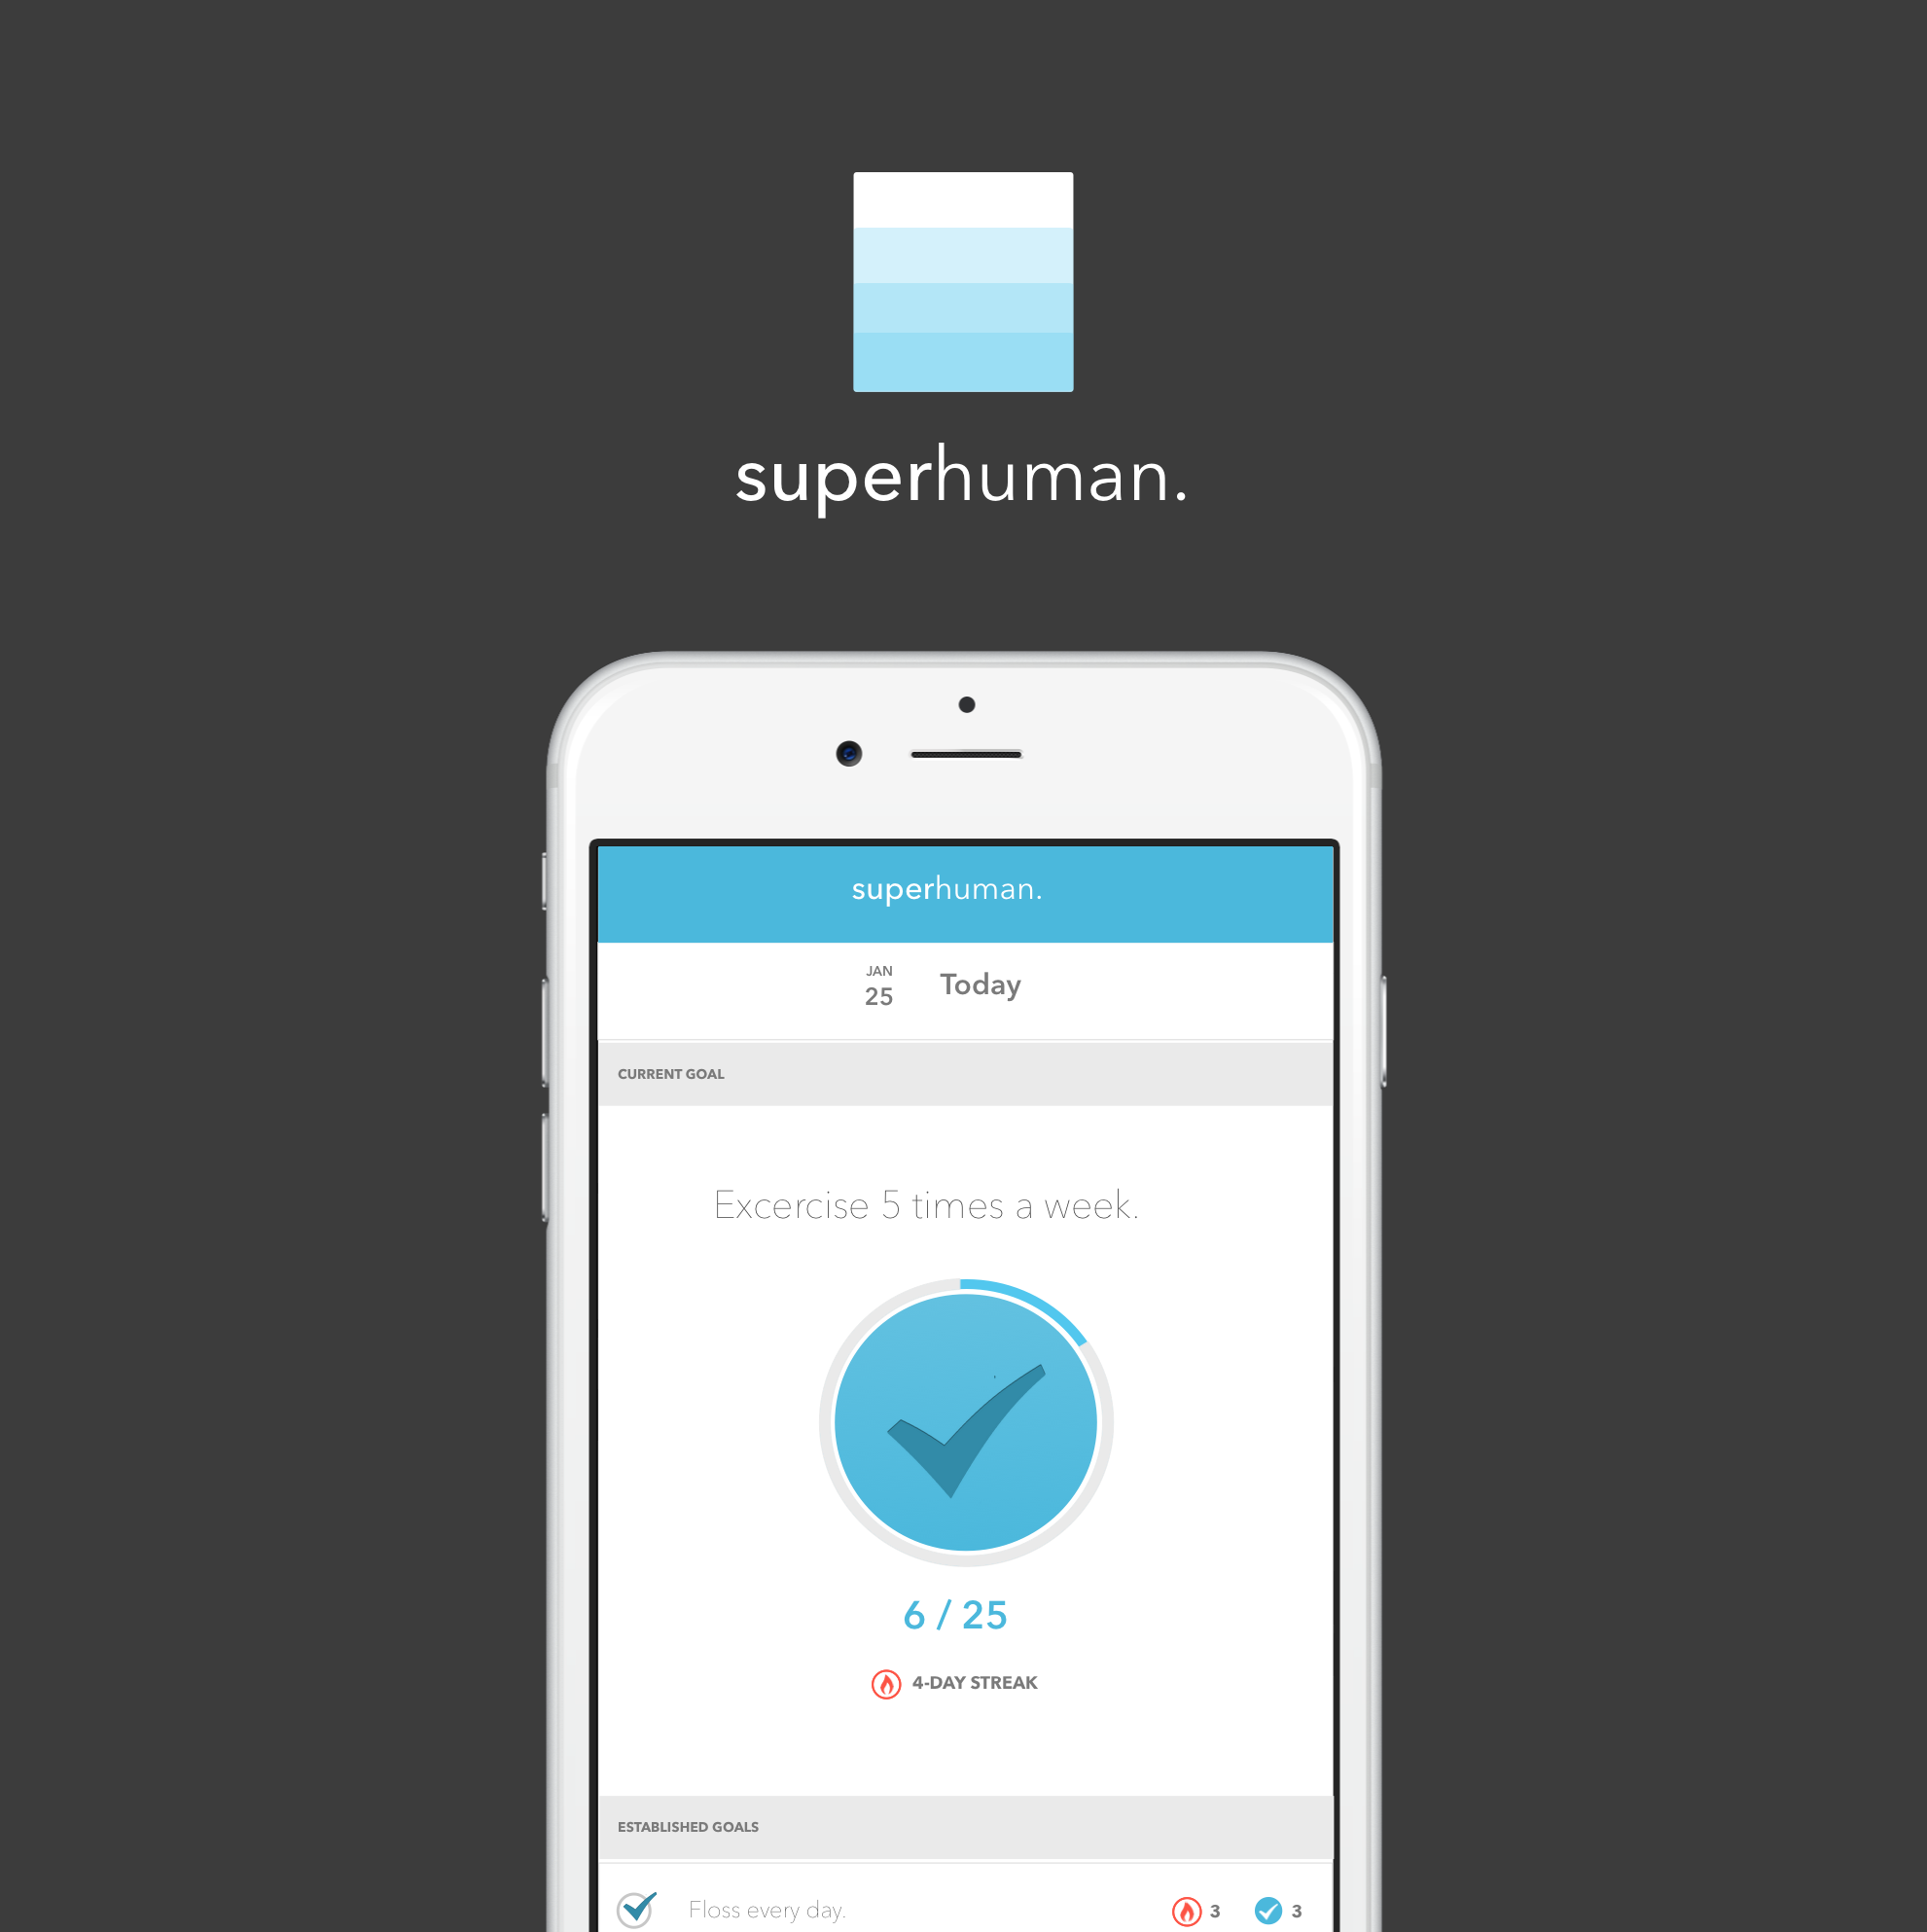 superhuman.
superhuman.
JAN
25
Today
CURRENT GOAL
Excercise 5 times a week.
6 / 25
4-DAY STREAK
ESTABLISHED GOALS
Floss every day. 3 3